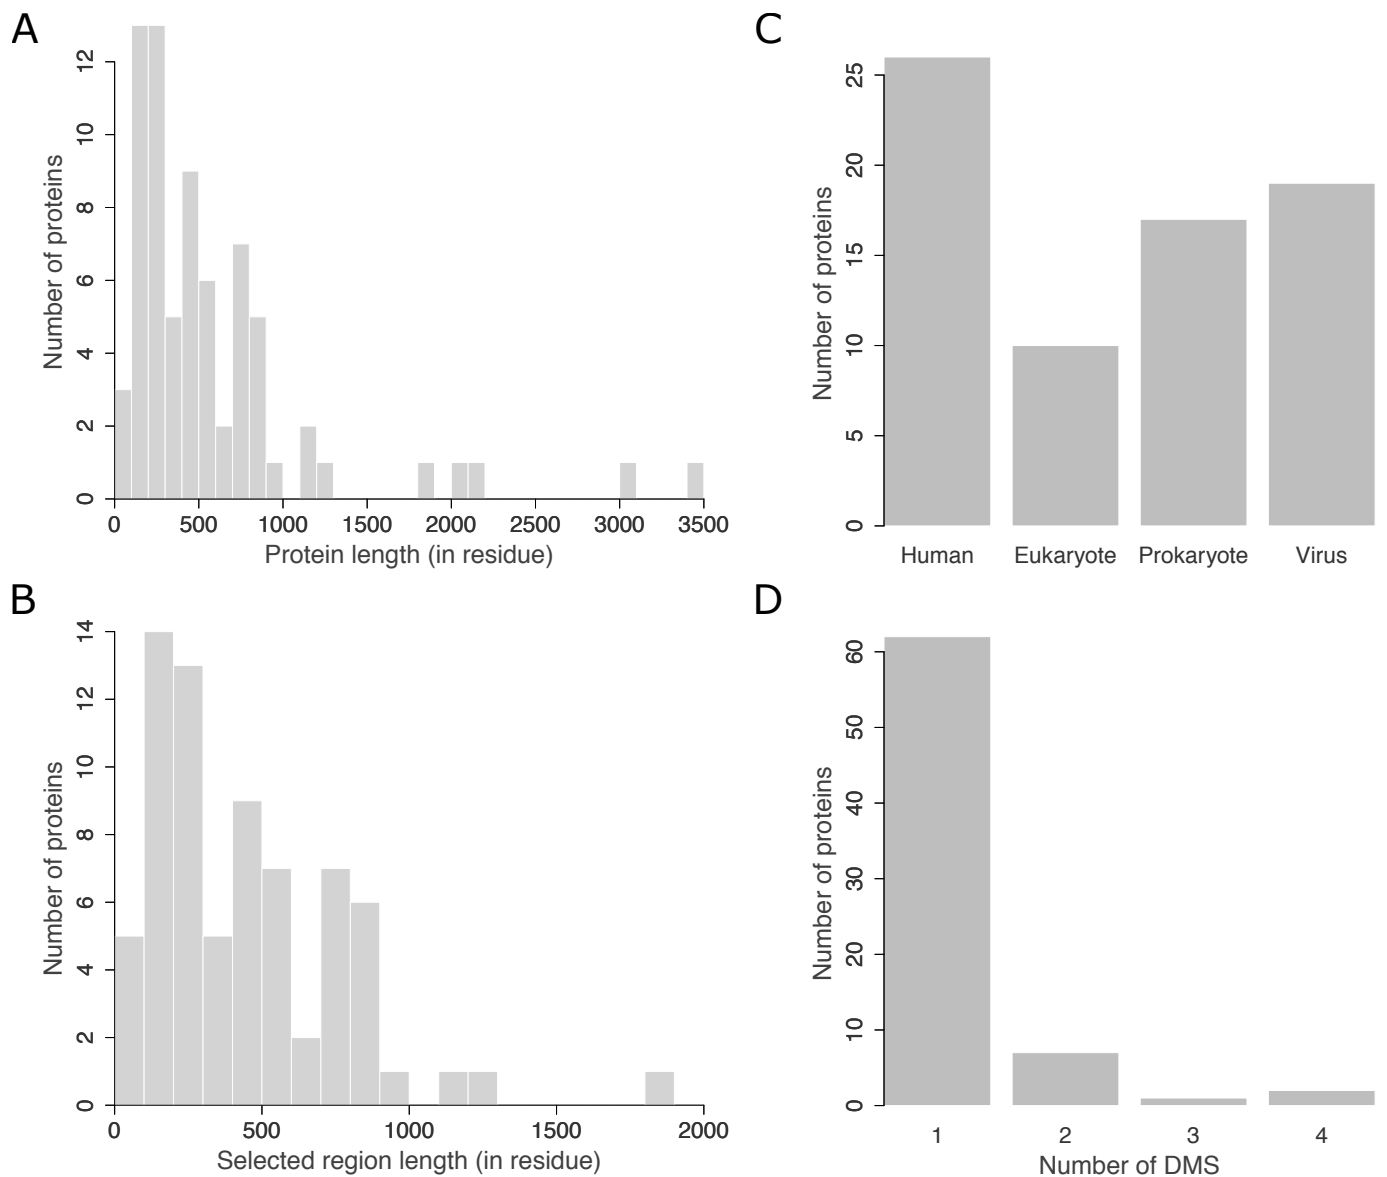 A
Number of proteins
0 2 4 6 8 10 12
0 500 1000 1500 2000 2500 3000 3500
Protein length (in residue)
B
Number of proteins
0 2 4 6 8 10 12 14
0 500 1000 1500 2000
Selected region length (in residue)
C
Number of proteins
0 5 10 15 20 25
Human Eukaryote Prokaryote Virus
D
Number of proteins
0 10 20 30 40 50 60
1 2 3 4
Number of DMS